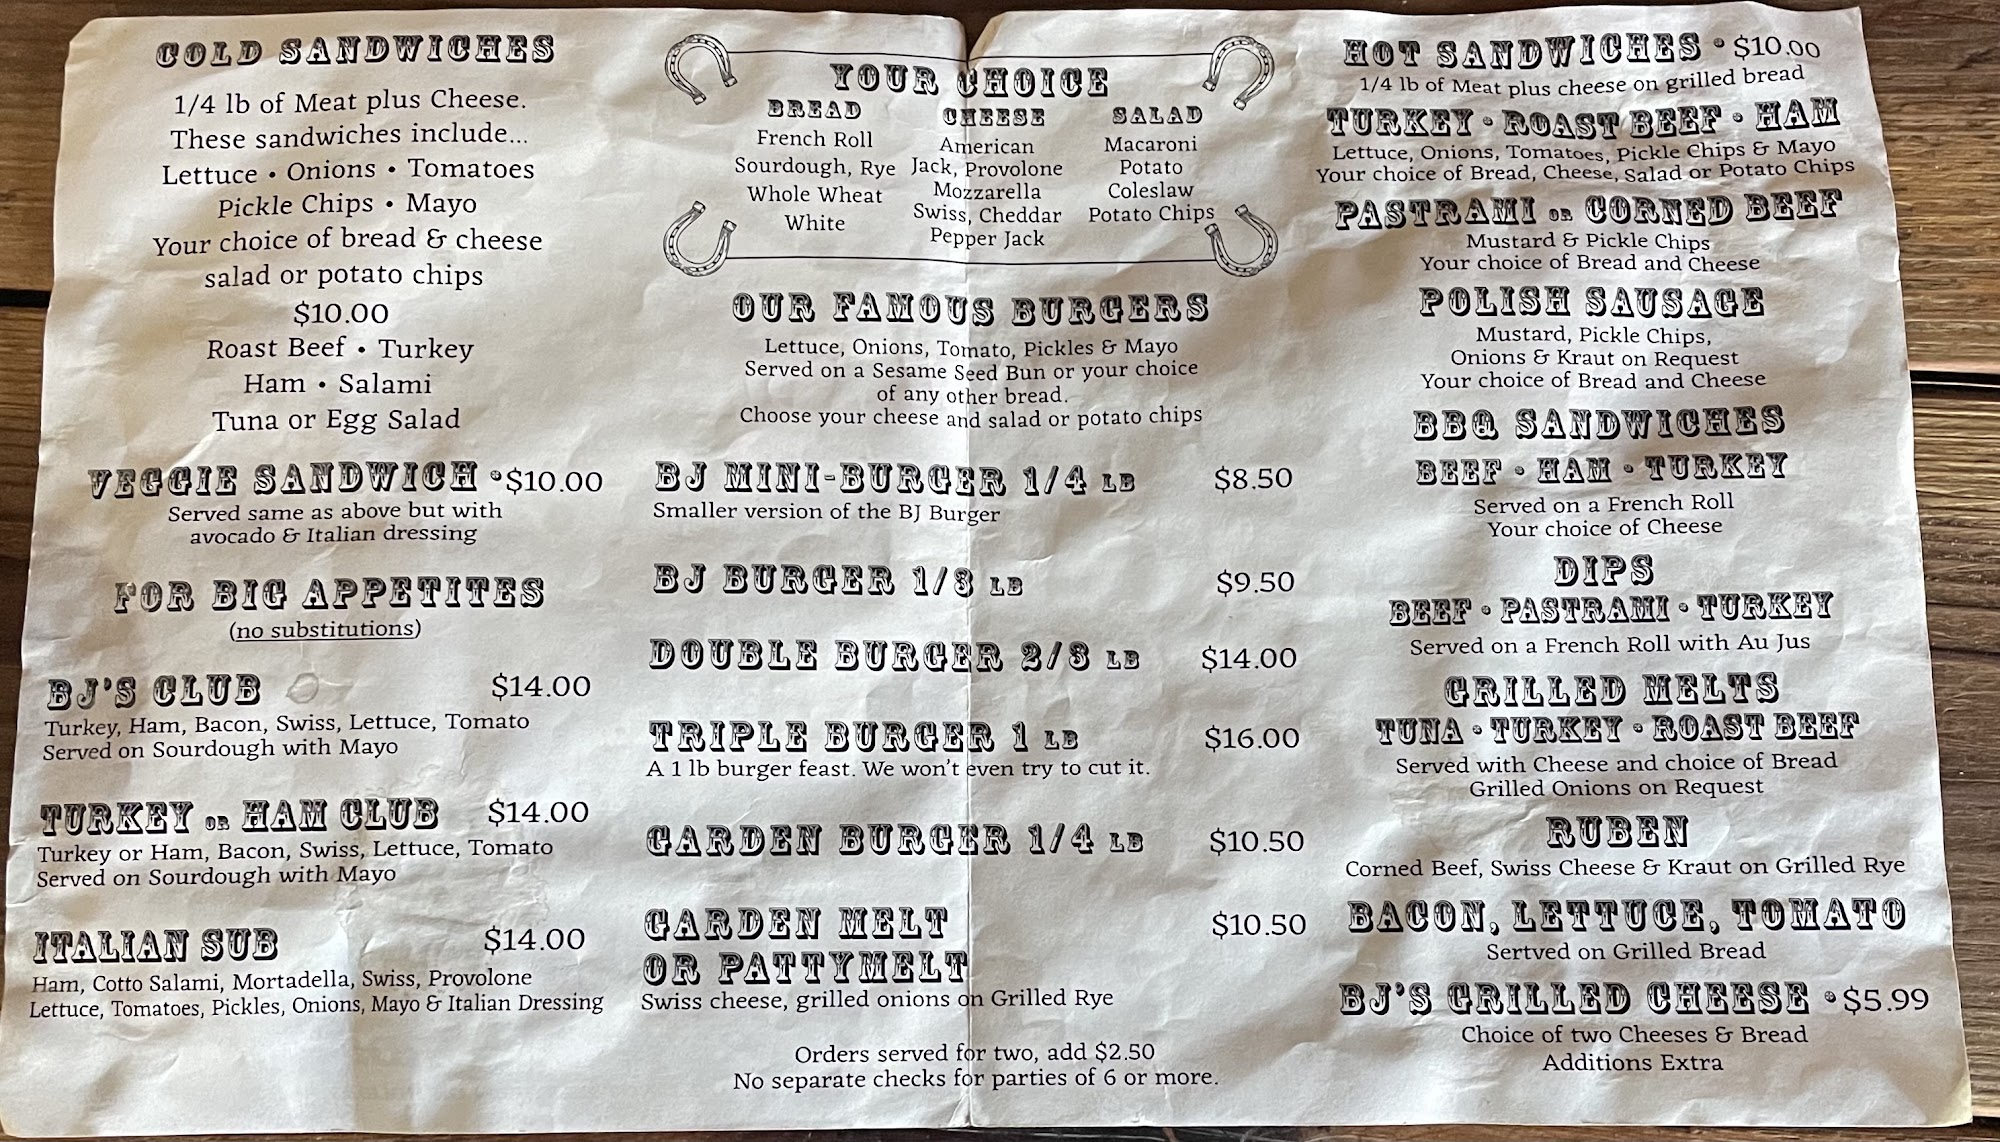 COLD SANDWICHES
1/4 lb of Meat plus Cheese.
These sandwiches include...
Lettuce • Onions • Tomatoes
Pickle Chips • Mayo
Your choice of bread & cheese
salad or potato chips
$10.00
Roast Beef • Turkey
Ham • Salami
Tuna or Egg Salad
VEGGIE SANDWICH • $10.00
Served same as above but with
avocado & Italian dressing
FOR BIG APPETITES
(no substitutions)
BJ'S CLUB $14.00
Turkey, Ham, Bacon, Swiss, Lettuce, Tomato
Served on Sourdough with Mayo
TURKEY OR HAM CLUB $14.00
Turkey or Ham, Bacon, Swiss, Lettuce, Tomato
Served on Sourdough with Mayo
ITALIAN SUB $14.00
Ham, Cotto Salami, Mortadella, Swiss, Provolone
Lettuce, Tomatoes, Pickles, Onions, Mayo & Italian Dressing
YOUR CHOICE
BREAD
French Roll
Sourdough, Rye
Whole Wheat
White
CHEESE
American
Jack, Provolone
Mozzarella
Swiss, Cheddar
Pepper Jack
SALAD
Macaroni
Potato
Coleslaw
Potato Chips
OUR FAMOUS BURGERS
Lettuce, Onions, Tomato, Pickles & Mayo
Served on a Sesame Seed Bun or your choice
of any other bread.
Choose your cheese and salad or potato chips
BJ MINI-BURGER 1/4 LB $8.50
Smaller version of the BJ Burger
BJ BURGER 1/3 LB $9.50
DOUBLE BURGER 2/3 LB $14.00
TRIPLE BURGER 1 LB $16.00
A 1 lb burger feast. We won't even try to cut it.
GARDEN BURGER 1/4 LB $10.50
GARDEN MELT $10.50
OR PATTYMELT
Swiss cheese, grilled onions on Grilled Rye
Orders served for two, add $2.50
No separate checks for parties of 6 or more.
HOT SANDWICHES • $10.00
1/4 lb of Meat plus cheese on grilled bread
TURKEY • ROAST BEEF • HAM
Lettuce, Onions, Tomatoes, Pickle Chips & Mayo
Your choice of Bread, Cheese, Salad or Potato Chips
PASTRAMI OR CORNED BEEF
Mustard & Pickle Chips
Your choice of Bread and Cheese
POLISH SAUSAGE
Mustard, Pickle Chips,
Onions & Kraut on Request
Your choice of Bread and Cheese
BBQ SANDWICHES
BEEF • HAM • TURKEY
Served on a French Roll
Your choice of Cheese
DIPS
BEEF • PASTRAMI • TURKEY
Served on a French Roll with Au Jus
GRILLED MELTS
TUNA • TURKEY • ROAST BEEF
Served with Cheese and choice of Bread
Grilled Onions on Request
RUBEN
Corned Beef, Swiss Cheese & Kraut on Grilled Rye
BACON, LETTUCE, TOMATO
Sertved on Grilled Bread
BJ'S GRILLED CHEESE • $5.99
Choice of two Cheeses & Bread
Additions Extra